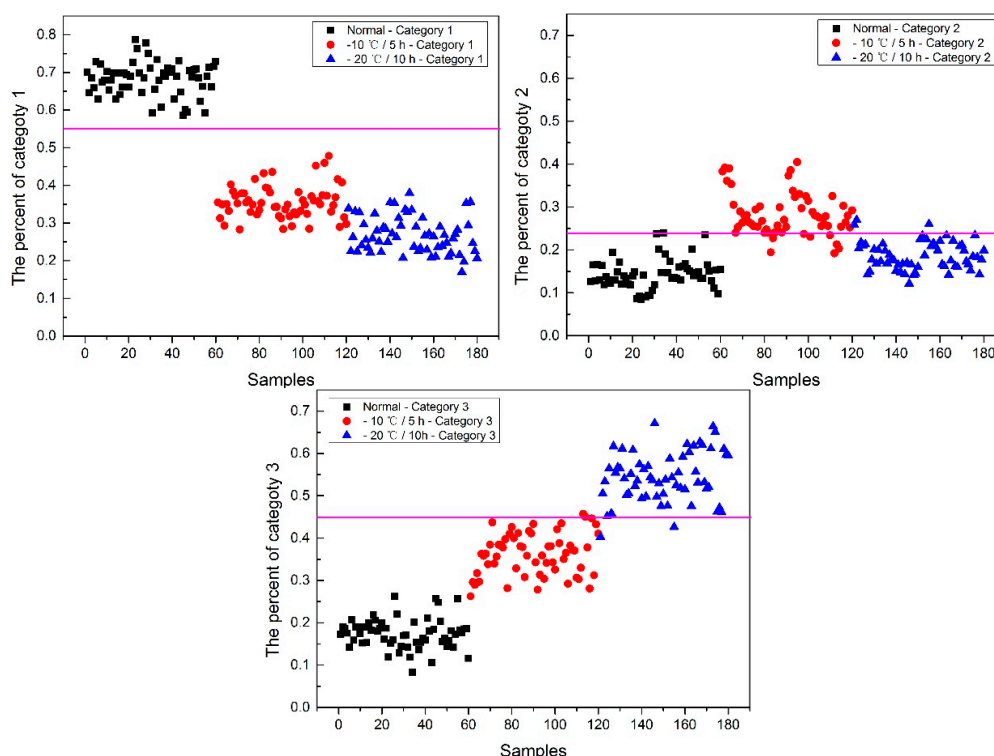 Normal - Category 1
-10 ℃ / 5 h - Category 1
- 20 ℃ / 10 h - Category 1
The percent of categoty 1
0.8
0.7
0.6
0.5
0.4
0.3
0.2
0.1
0.0
0 20 40 60 80 100 120 140 160 180
Samples
Normal - Category 2
- 10 ℃ / 5 h - Category 2
- 20 ℃ / 10 h - Category 2
The percent of category 2
0.7
0.6
0.5
0.4
0.3
0.2
0.1
0.0
0 20 40 60 80 100 120 140 160 180
Samples
Normal - Category 3
- 10 ℃ / 5 h - Category 3
- 20 ℃ / 10h - Category 3
The percent of category 3
0.7
0.6
0.5
0.4
0.3
0.2
0.1
0.0
0 20 40 60 80 100 120 140 160 180
Samples